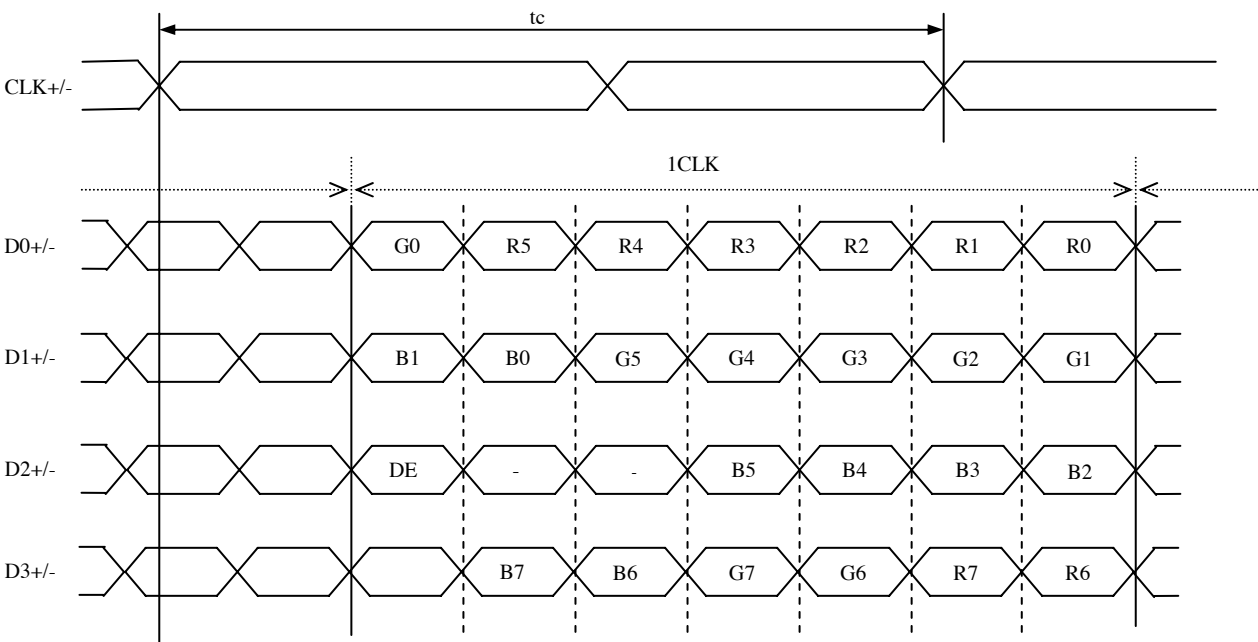 tc
CLK+/-
1CLK
D0+/- G0 R5 R4 R3 R2 R1 R0
D1+/- B1 B0 G5 G4 G3 G2 G1
D2+/- DE - - B5 B4 B3 B2
D3+/- B7 B6 G7 G6 R7 R6